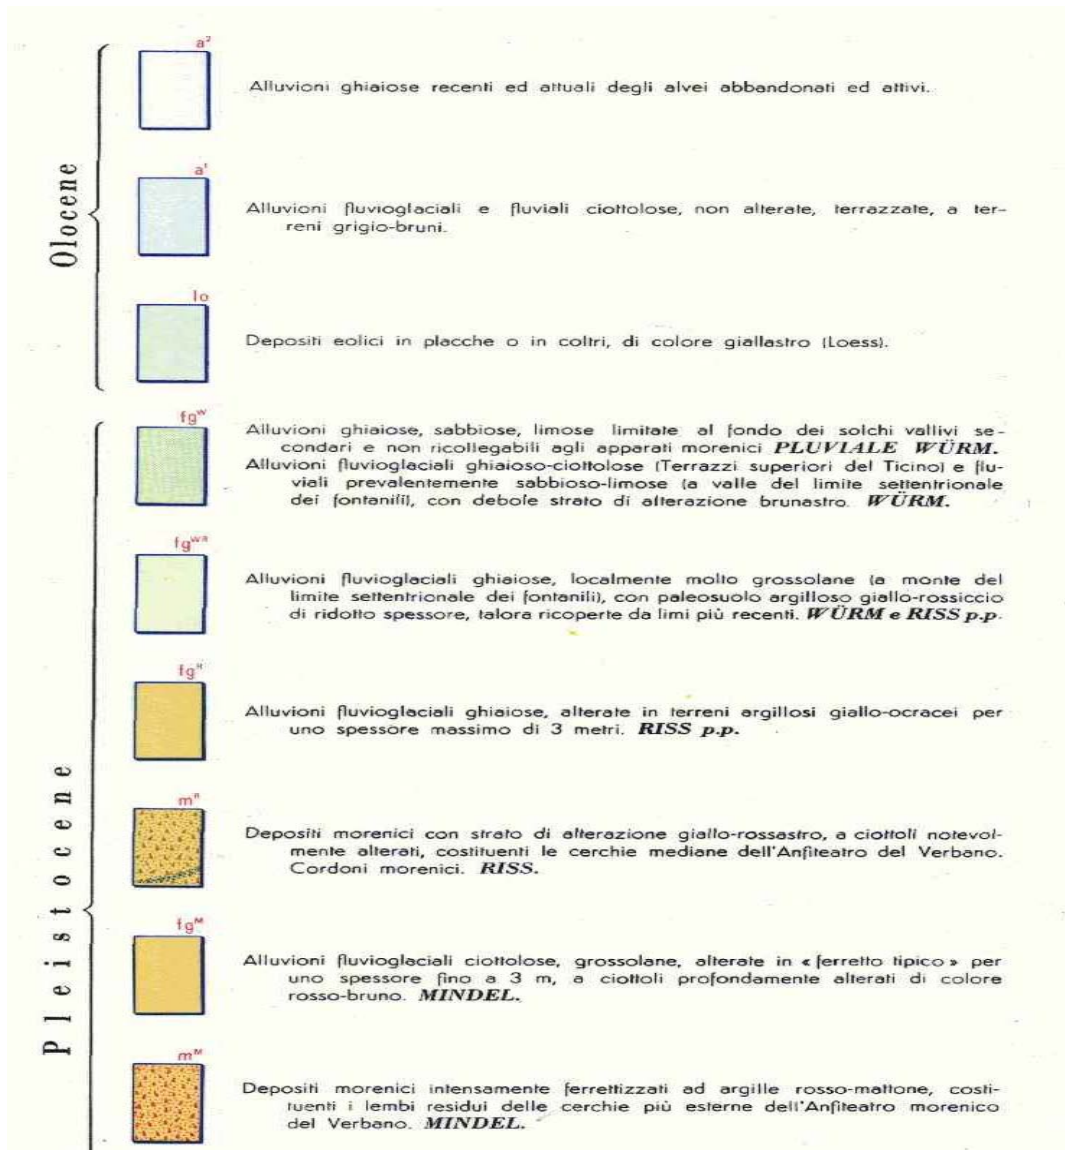 Olocene
a²
Alluvioni ghiaiose recenti ed attuali degli alvei abbandonati ed attivi.
a¹
Alluvioni fluvioglaciali e fluviali ciottolose, non alterate, terrazzate, a ter-
reni grigio-bruni.
lo
Depositi eolici in placche o in coltri, di colore giallastro (Loess).
Pleistocene
fgᵂ
Alluvioni ghiaiose, sabbiose, limose limitate al fondo dei solchi vallivi se-
condari e non ricollegabili agli apparati morenici PLUVIALE WÜRM.
Alluvioni fluvioglaciali ghiaioso-ciottolose (Terrazzi superiori del Ticino) e flu-
viali prevalentemente sabbioso-limose (a valle del limite settentrionale
dei fontanili), con debole strato di alterazione brunastro. WÜRM.
fgᵂᴿ
Alluvioni fluvioglaciali ghiaiose, localmente molto grossolane (a monte del
limite settentrionale dei fontanili), con paleosuolo argilloso giallo-rossiccio
di ridotto spessore, talora ricoperte da limi più recenti. WÜRM e RISS p.p.
fgᴿ
Alluvioni fluvioglaciali ghiaiose, alterate in terreni argillosi giallo-ocracei per
uno spessore massimo di 3 metri. RISS p.p.
mᴿ
Depositi morenici con strato di alterazione giallo-rossastro, a ciottoli notevol-
mente alterati, costituenti le cerchie mediane dell'Anfiteatro del Verbano.
Cordoni morenici. RISS.
fgᴹ
Alluvioni fluvioglaciali ciottolose, grossolane, alterate in « ferretto tipico » per
uno spessore fino a 3 m, a ciottoli profondamente alterati di colore
rosso-bruno. MINDEL.
mᴹ
Depositi morenici intensamente ferrettizzati ad argille rosso-mattone, costi-
tuenti i lembi residui delle cerchie più esterne dell'Anfiteatro morenico
del Verbano. MINDEL.